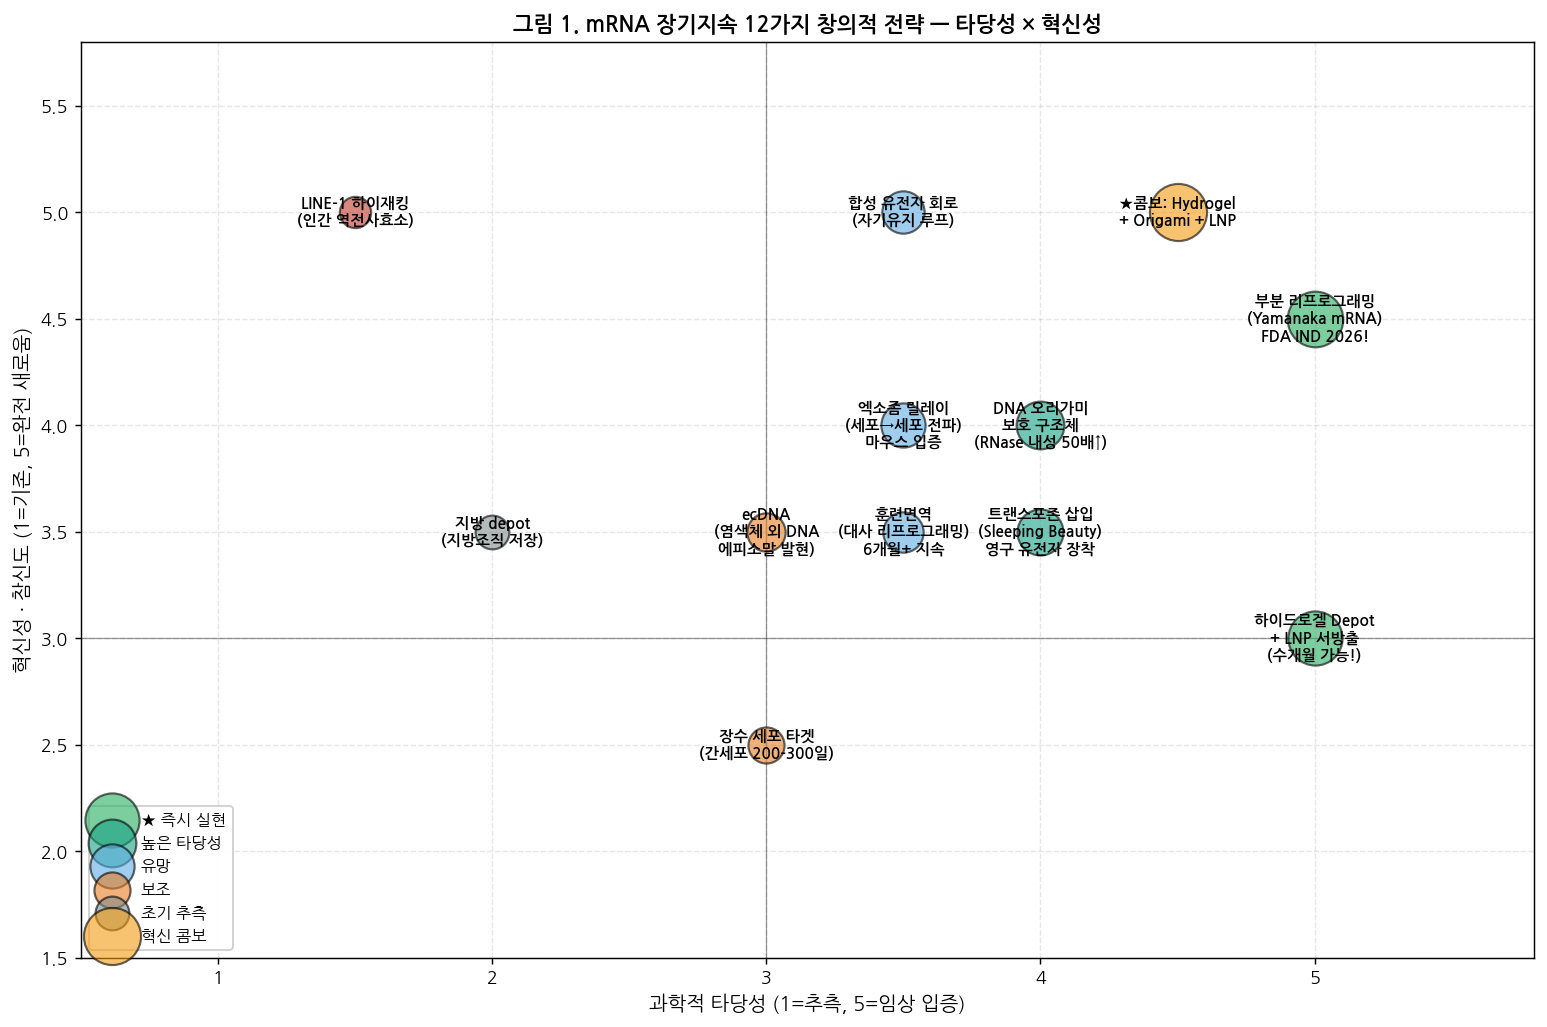 그림 1. mRNA 장기지속 12가지 창의적 전략 — 타당성 × 혁신성
혁신성 · 참신도 (1=기존, 5=완전 새로움)
5.5
5.0
4.5
4.0
3.5
3.0
2.5
2.0
1.5
LINE-1 하이재킹
(인간 역전사효소)
합성 유전자 회로
(자기유지 루프)
★콤보: Hydrogel
+ Origami + LNP
부분 리프로그래밍
(Yamanaka mRNA)
FDA IND 2026!
엑소좀 릴레이
(세포→세포 전파)
마우스 입증
DNA 오리가미
보호 구조체
(RNase 내성 50배↑)
지방 depot
(지방조직 저장)
ecDNA
(염색체 외 DNA
에피소말 발현)
훈련면역
(대사 리프로그래밍)
6개월+ 지속
트랜스포존 삽입
(Sleeping Beauty)
영구 유전자 장착
하이드로겔 Depot
+ LNP 서방출
(수개월 가능!)
장수 세포 타겟
(간세포 200-300일)
★ 즉시 실현
높은 타당성
유망
보조
초기 추측
혁신 콤보
1
2
3
4
5
과학적 타당성 (1=추측, 5=임상 입증)